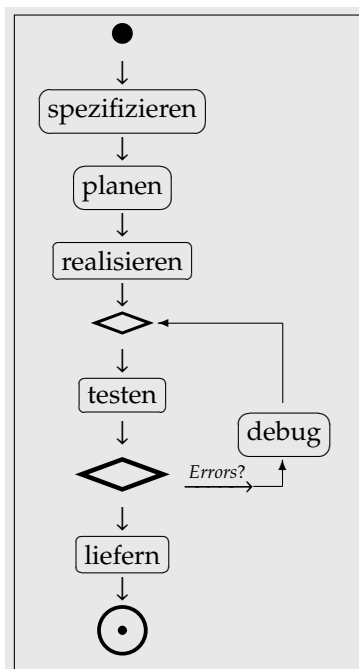 spezifizieren
planen
realisieren
testen
debug
Errors?
liefern